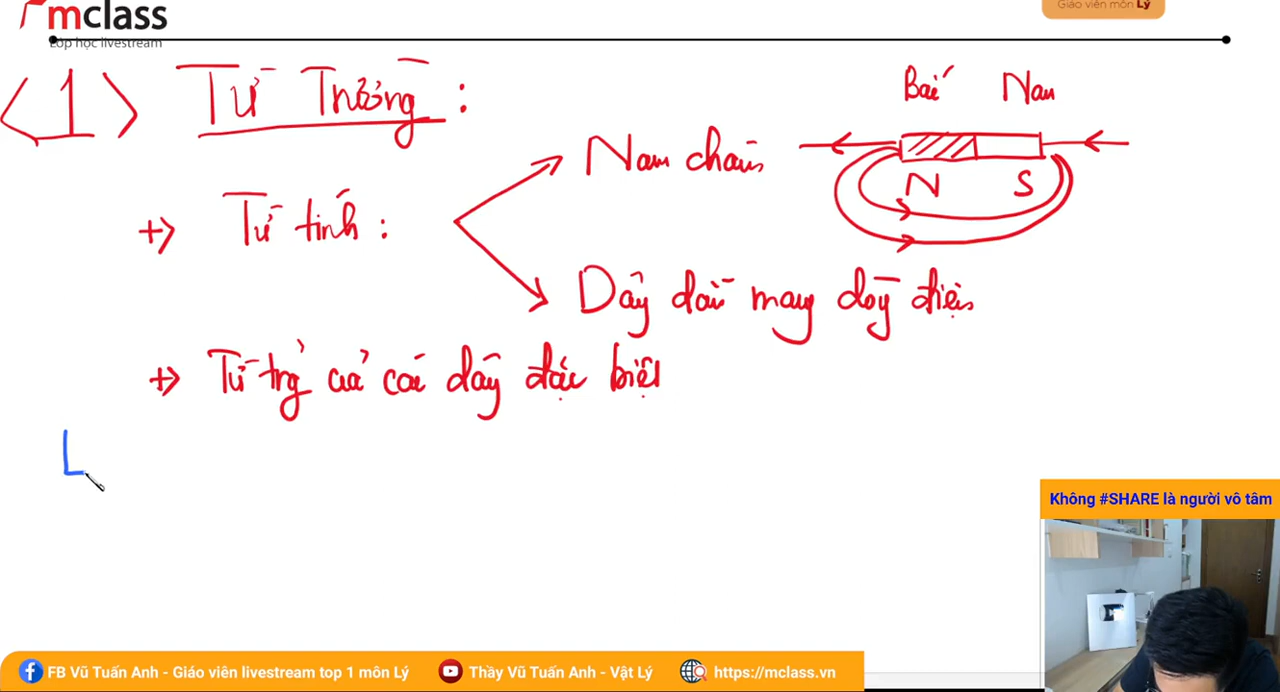 mclass
Lớp học livestream
Giáo viên môn Lý
<1> Từ Trường:
Bắc Nam
+> Từ tính:
Nam châm
N S
Dây dẫn mang dòng điện
+> Từ trg của các dây đặc biệt
Không #SHARE là người vô tâm
FB Vũ Tuấn Anh - Giáo viên livestream top 1 môn Lý
Thầy Vũ Tuấn Anh - Vật Lý
https://mclass.vn